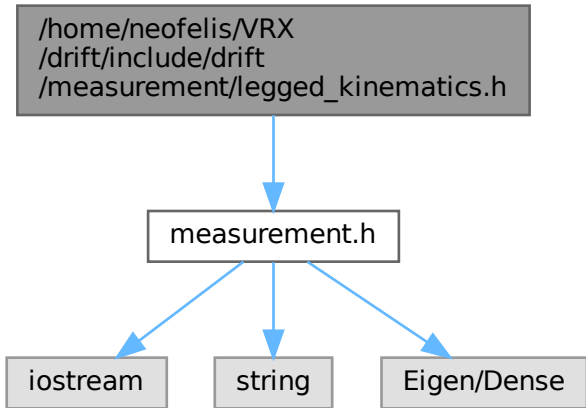 /home/neofelis/VRX
/drift/include/drift
/measurement/legged_kinematics.h
measurement.h
iostream
string
Eigen/Dense